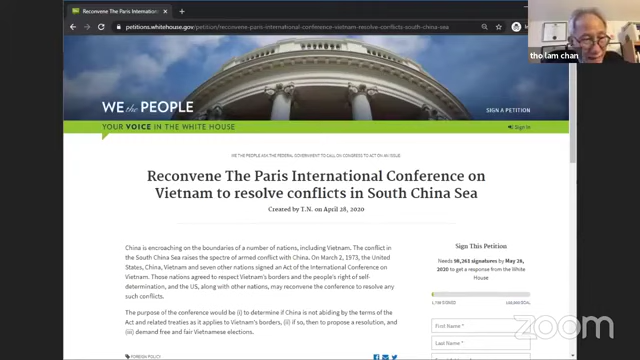 Reconvene The Paris Internation
petitions.whitehouse.gov/petition/reconvene-paris-international-conference-vietnam-resolve-conflicts-south-china-sea
tho lam chan
WE the PEOPLE
SIGN A PETITION
YOUR VOICE IN THE WHITE HOUSE
Sign In
WE THE PEOPLE ASK THE FEDERAL GOVERNMENT TO CALL ON CONGRESS TO ACT ON AN ISSUE:
Reconvene The Paris International Conference on
Vietnam to resolve conflicts in South China Sea
Created by T.N. on April 28, 2020
China is encroaching on the boundaries of a number of nations, including Vietnam. The conflict in
the South China Sea raises the spectre of armed conflict with China. On March 2, 1973, the United
States, China, Vietnam and seven other nations signed an Act of the International Conference on
Vietnam. Those nations agreed to respect Vietnam's borders and the people's right of self-
determination, and the US, along with other nations, may reconvene the conference to resolve any
such conflicts.
The purpose of the conference would be (i) to determine if China is not abiding by the terms of the
Act and related treaties as it applies to Vietnam's borders, (ii) if so, then to propose a resolution, and
(iii) demand free and fair Vietnamese elections.
FOREIGN POLICY
Sign This Petition
Needs 98,261 signatures by May 28,
2020 to get a response from the White
House
SIGNED
100,000 GOAL
First Name *
Last Name *
zoom